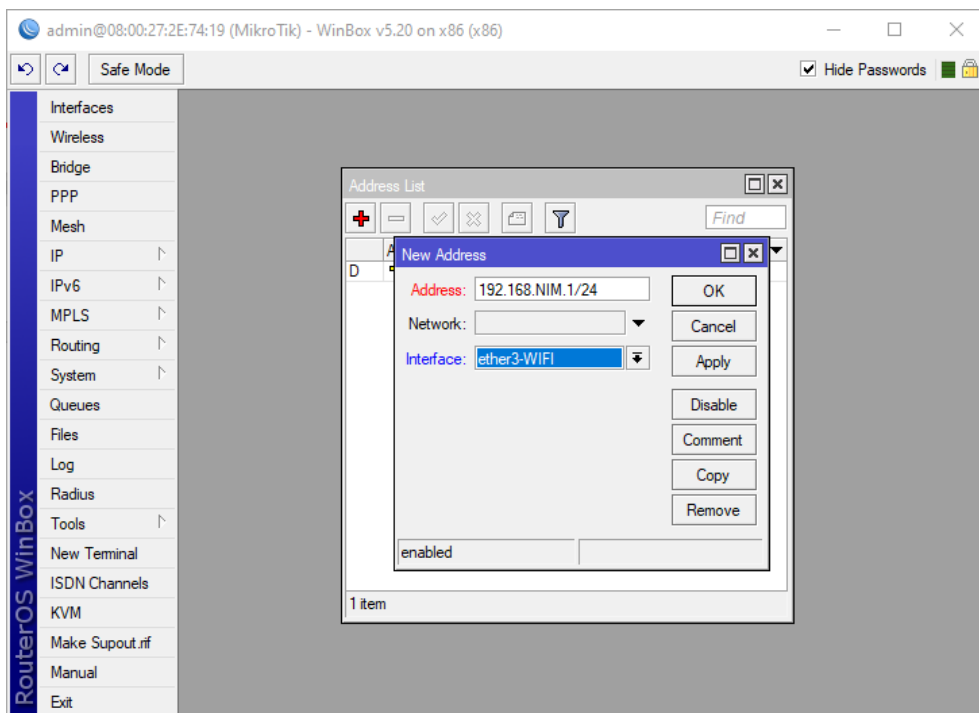 admin@08:00:27:2E:74:19 (MikroTik) - WinBox v5.20 on x86 (x86)
Safe Mode
Hide Passwords
RouterOS WinBox
Interfaces
Wireless
Bridge
PPP
Mesh
IP
IPv6
MPLS
Routing
System
Queues
Files
Log
Radius
Tools
New Terminal
ISDN Channels
KVM
Make Supout.rif
Manual
Exit
Address List
Find
D
New Address
Address: 192.168.NIM.1/24
Network:
Interface: ether3-WIFI
OK
Cancel
Apply
Disable
Comment
Copy
Remove
enabled
1 item